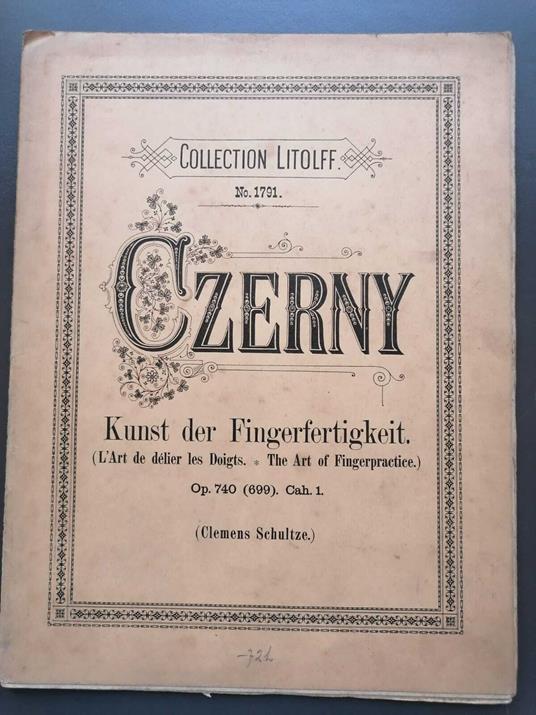 COLLECTION LITOLFF.
No. 1791.
CZERNY
Kunst der Fingerfertigkeit.
(L'Art de délier les Doigts. * The Art of Fingerpractice.)
Op. 740 (699). Cah. 1.
(Clemens Schultze.)